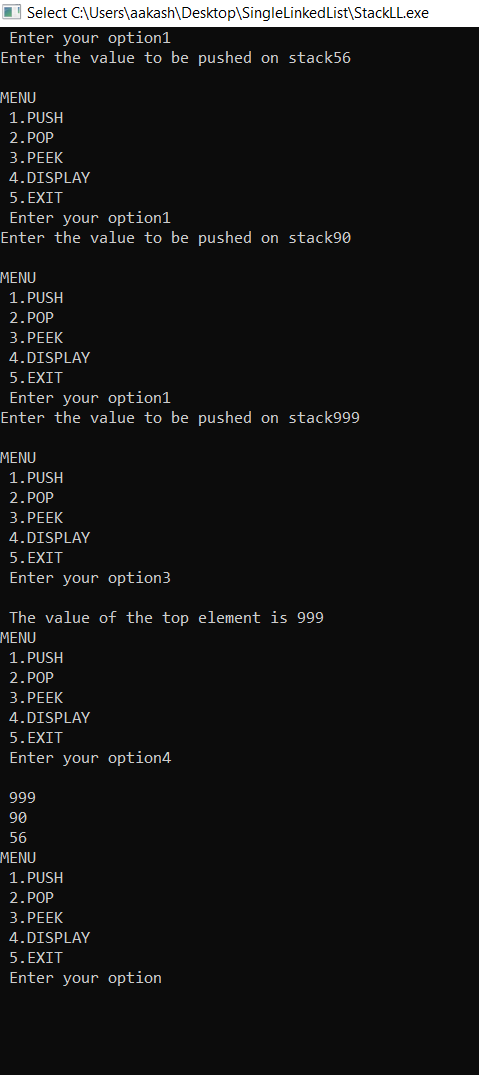 Select C:\Users\aakash\Desktop\SingleLinkedList\StackLL.exe
Enter your option1
Enter the value to be pushed on stack56
MENU
1.PUSH
2.POP
3.PEEK
4.DISPLAY
5.EXIT
Enter your option1
Enter the value to be pushed on stack90
MENU
1.PUSH
2.POP
3.PEEK
4.DISPLAY
5.EXIT
Enter your option1
Enter the value to be pushed on stack999
MENU
1.PUSH
2.POP
3.PEEK
4.DISPLAY
5.EXIT
Enter your option3
The value of the top element is 999
MENU
1.PUSH
2.POP
3.PEEK
4.DISPLAY
5.EXIT
Enter your option4
999
90
56
MENU
1.PUSH
2.POP
3.PEEK
4.DISPLAY
5.EXIT
Enter your option